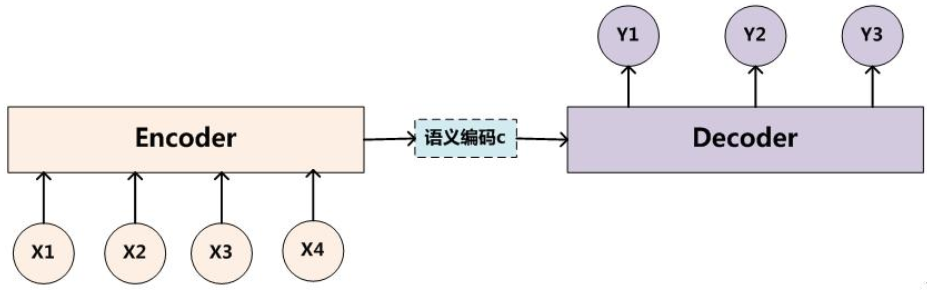 Y1 Y2 Y3
Encoder 语义编码c Decoder
X1 X2 X3 X4